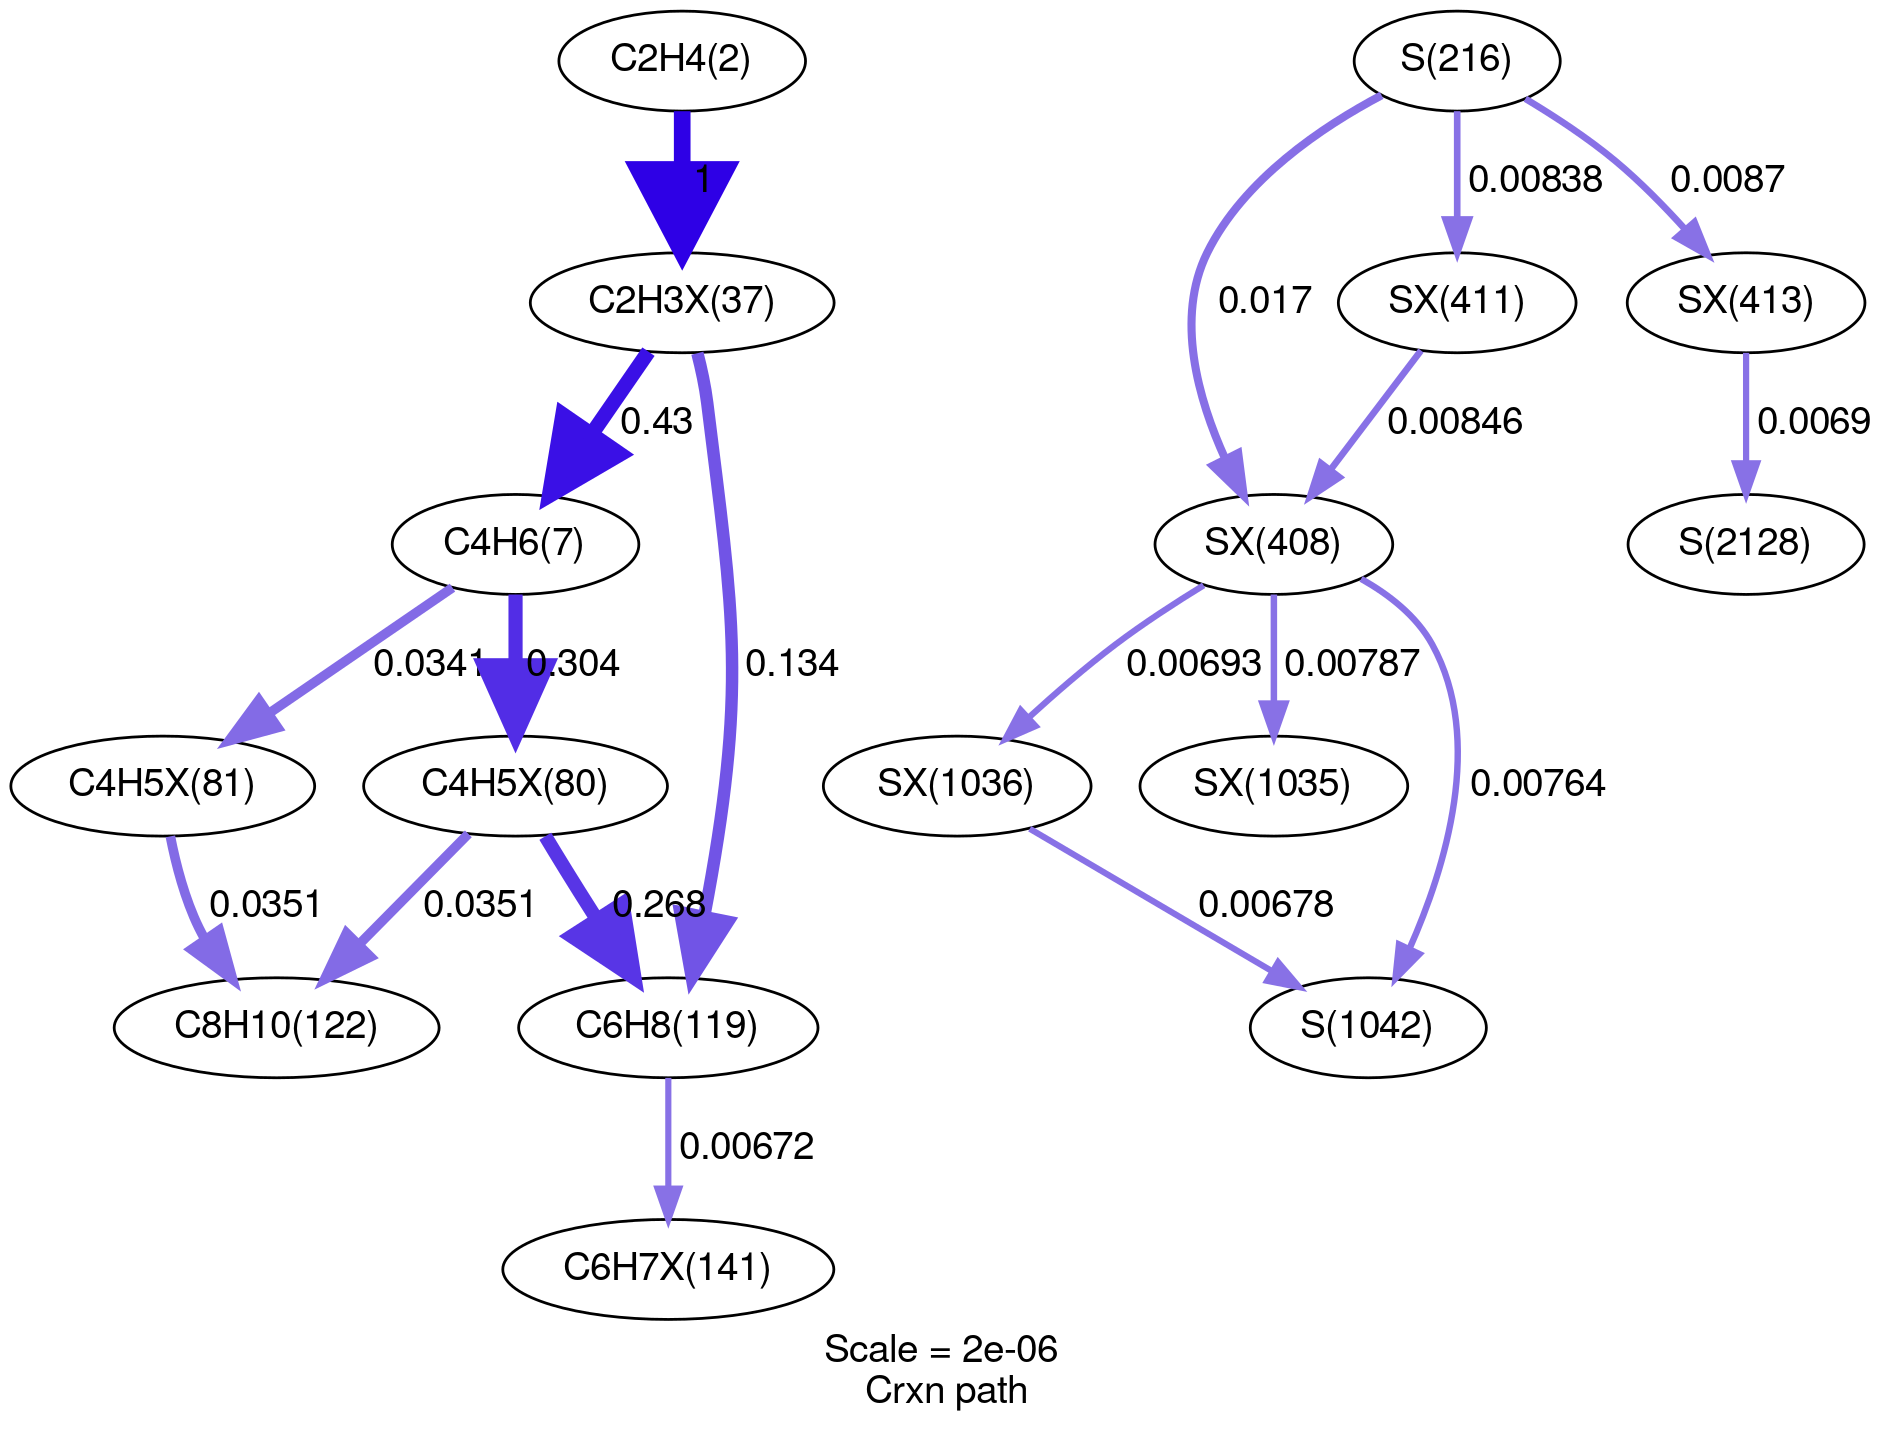 C2H4(2)
S(216)
1
0.00838
0.0087
C2H3X(37)
0.017
SX(411)
SX(413)
0.43
0.00846
0.0069
C4H6(7)
SX(408)
S(2128)
0.0341
0.304
0.134
0.00693
0.00787
C4H5X(81)
C4H5X(80)
SX(1036)
SX(1035)
0.00764
0.0351
0.0351
0.268
0.00678
C8H10(122)
C6H8(119)
S(1042)
0.00672
C6H7X(141)
Scale = 2e-06
Crxn path